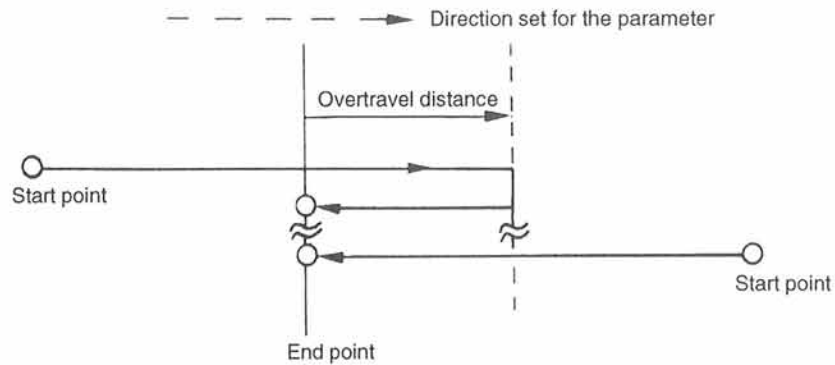 Direction set for the parameter
Overtravel distance
Start point
Start point
End point